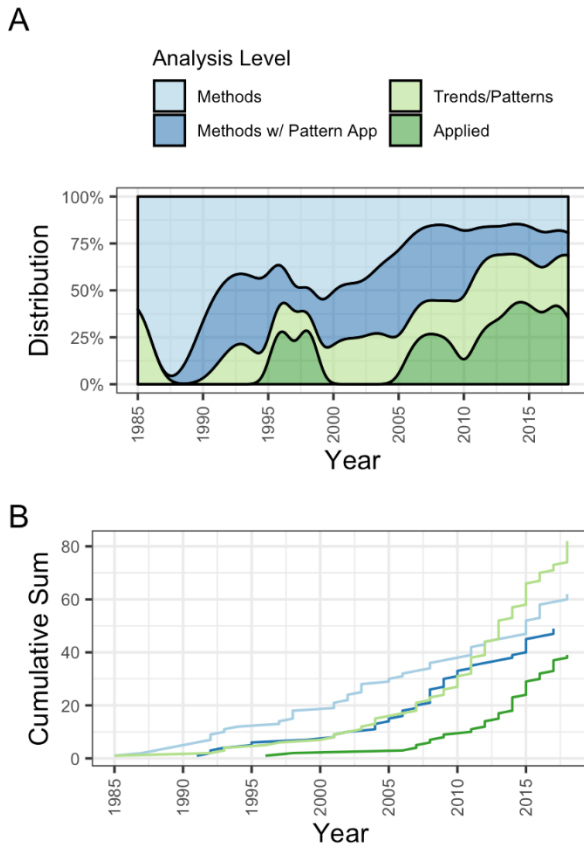 A
Analysis Level
Methods
Trends/Patterns
Methods w/ Pattern App
Applied
100%
75%
50%
25%
0%
Distribution
1985
1990
1995
2000
2005
2010
2015
Year
B
80
60
40
20
0
Cumulative Sum
1985
1990
1995
2000
2005
2010
2015
Year